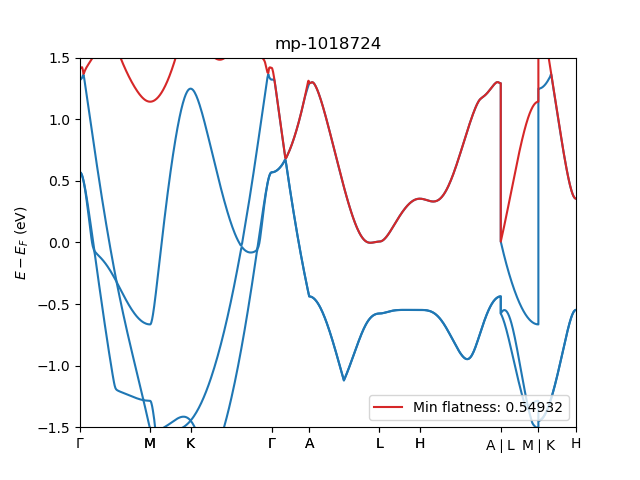 mp-1018724
E − E_F (eV)
1.5
1.0
0.5
0.0
−0.5
−1.0
−1.5
Min flatness: 0.54932
Γ M K Γ A L H A | L M | K H